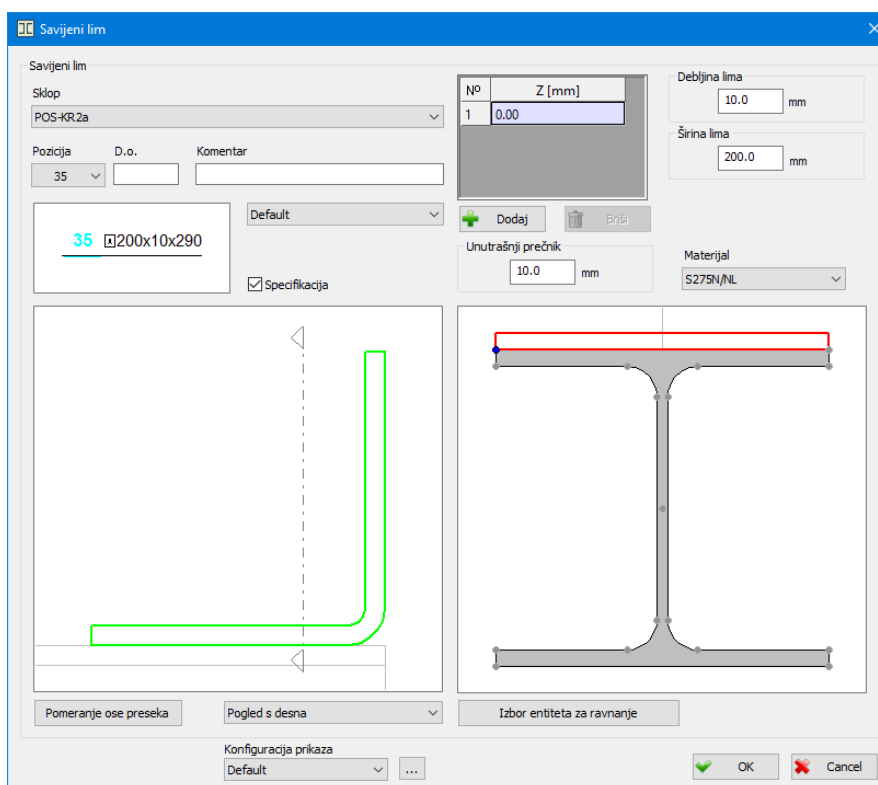 Savijeni lim
Savijeni lim
Sklop
POS-KR2a
Pozicija D.o. Komentar
35
35 200x10x290
Default
Specifikacija
Nº Z [mm]
1 0.00
Dodaj Briši
Debljina lima
10.0 mm
Širina lima
200.0 mm
Unutrašnji prečnik
10.0 mm
Materijal
S275N/NL
Pomeranje ose preseka Pogled s desna Izbor entiteta za ravnanje
Konfiguracija prikaza
Default ...
OK Cancel